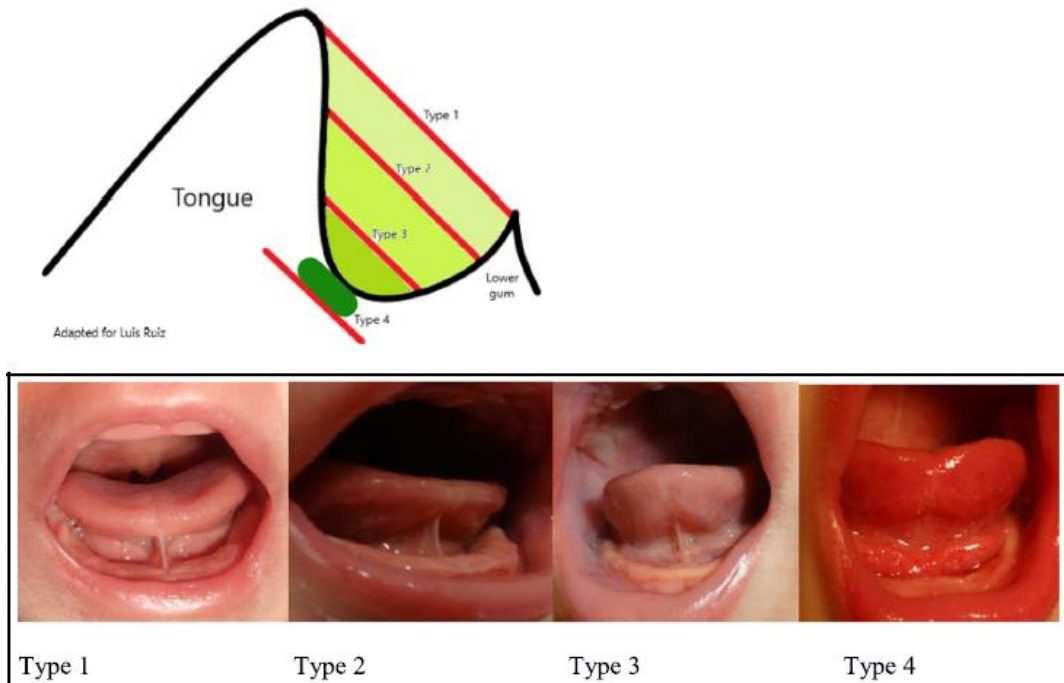 Type 1
Type 2
Tongue
Type 3
Lower
gum
Type 4
Adapted for Luis Ruiz
Type 1 Type 2 Type 3 Type 4